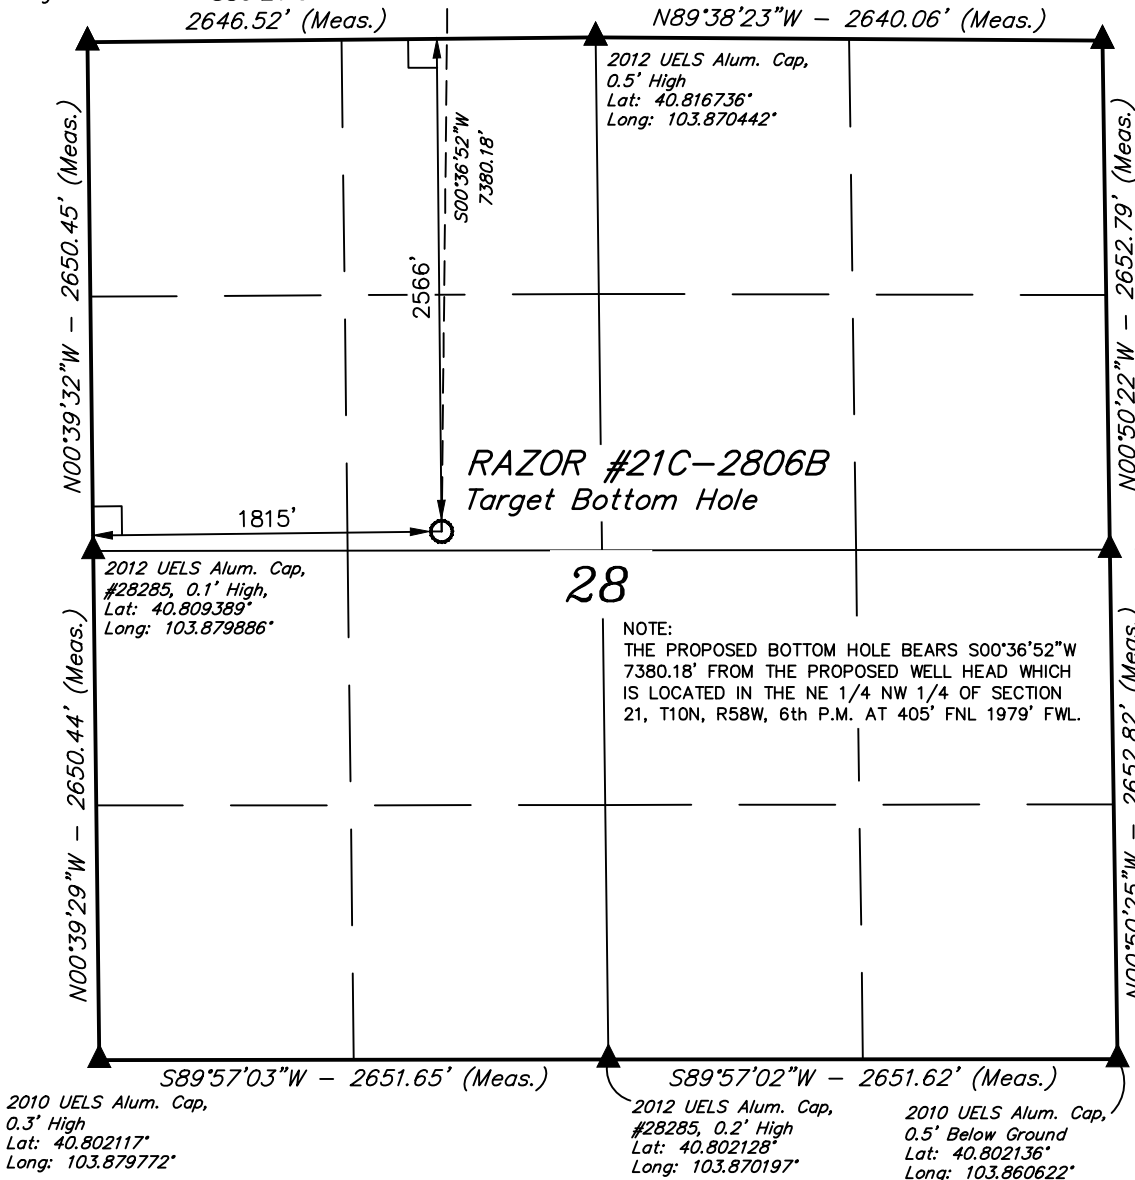 2646.52' (Meas.)
N89°38'23"W - 2640.06' (Meas.)
2012 UELS Alum. Cap,
0.5' High
Lat: 40.816736°
Long: 103.870442°
N00°39'32"W - 2650.45' (Meas.)
S00°36'52"W
7380.18'
2566'
N00°50'22"W - 2652.79' (Meas.)
RAZOR #21C-2806B
Target Bottom Hole
1815'
2012 UELS Alum. Cap,
#28285, 0.1' High,
Lat: 40.809389°
Long: 103.879886°
28
NOTE:
THE PROPOSED BOTTOM HOLE BEARS S00°36'52"W
7380.18' FROM THE PROPOSED WELL HEAD WHICH
IS LOCATED IN THE NE 1/4 NW 1/4 OF SECTION
21, T10N, R58W, 6th P.M. AT 405' FNL 1979' FWL.
N00°39'29"W - 2650.44' (Meas.)
N00°50'25"W - 2652.82' (Meas.)
S89°57'03"W - 2651.65' (Meas.)
S89°57'02"W - 2651.62' (Meas.)
2010 UELS Alum. Cap,
0.3' High
Lat: 40.802117°
Long: 103.879772°
2012 UELS Alum. Cap,
#28285, 0.2' High
Lat: 40.802128°
Long: 103.870197°
2010 UELS Alum. Cap,
0.5' Below Ground
Lat: 40.802136°
Long: 103.860622°